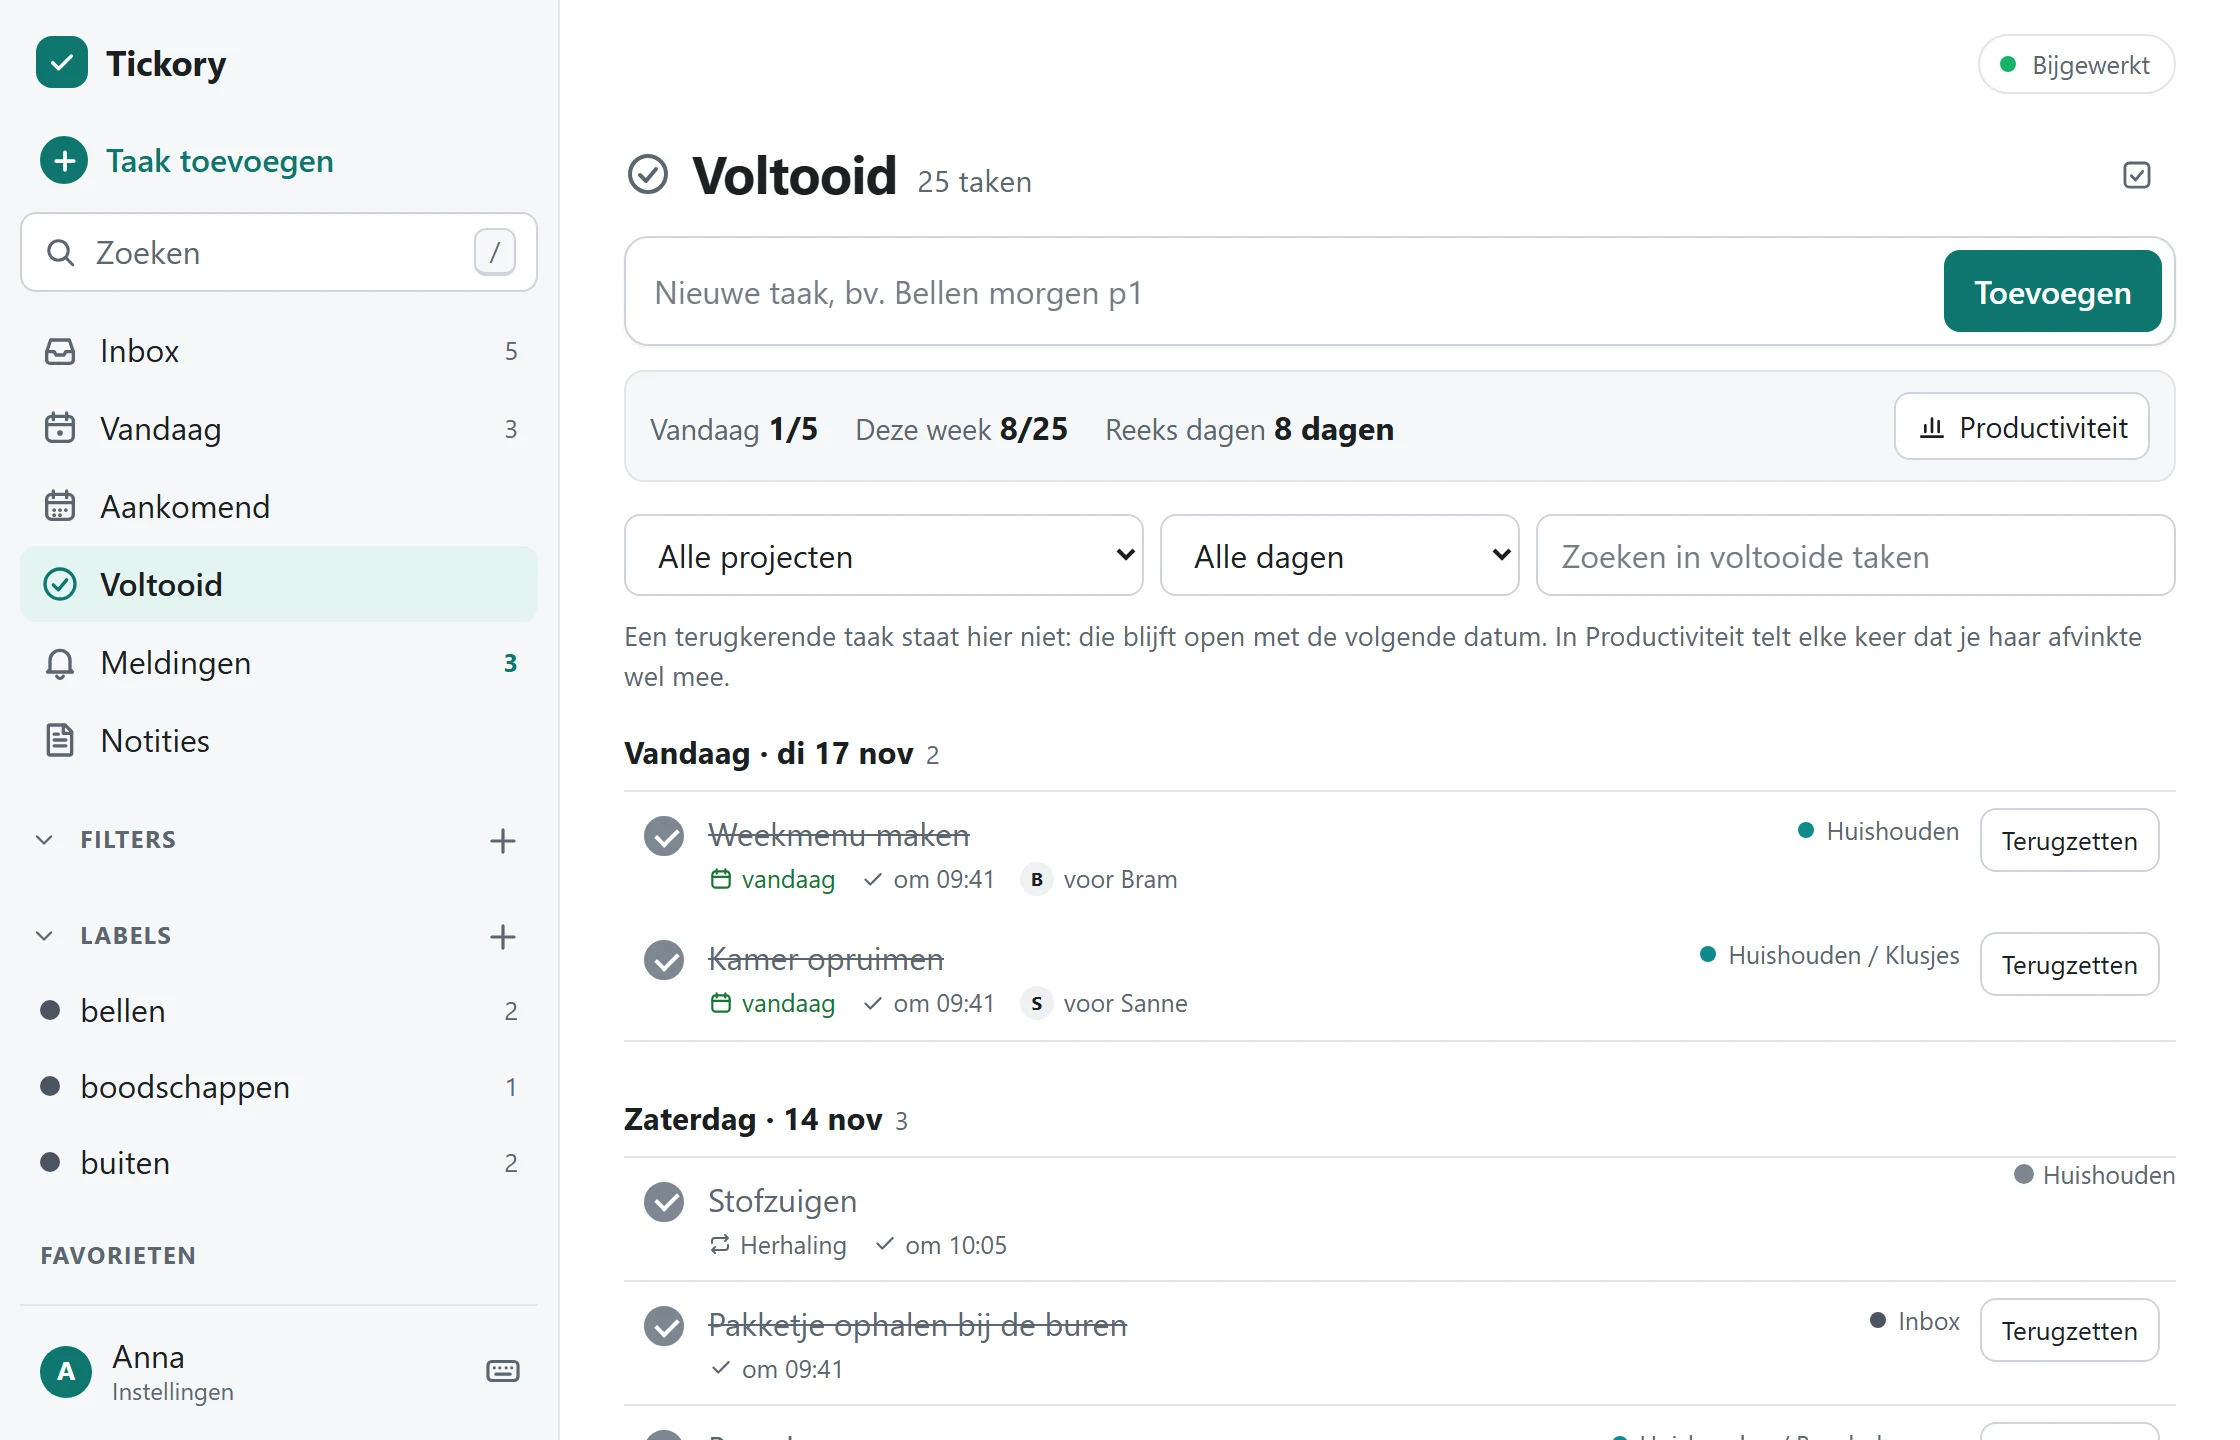 Tickory
Taak toevoegen
Zoeken /
Inbox 5
Vandaag 3
Aankomend
Voltooid
Meldingen 3
Notities
FILTERS
LABELS
bellen 2
boodschappen 1
buiten 2
FAVORIETEN
A Anna
Instellingen
Bijgewerkt
Voltooid 25 taken
Nieuwe taak, bv. Bellen morgen p1 Toevoegen
Vandaag 1/5 Deze week 8/25 Reeks dagen 8 dagen Productiviteit
Alle projecten Alle dagen Zoeken in voltooide taken
Een terugkerende taak staat hier niet: die blijft open met de volgende datum. In Productiviteit telt elke keer dat je haar afvinkte
wel mee.
Vandaag · di 17 nov 2
Weekmenu maken Huishouden Terugzetten
vandaag om 09:41 B voor Bram
Kamer opruimen Huishouden / Klusjes Terugzetten
vandaag om 09:41 S voor Sanne
Zaterdag · 14 nov 3
Huishouden
Stofzuigen
Herhaling om 10:05
Pakketje ophalen bij de buren Inbox Terugzetten
om 09:41